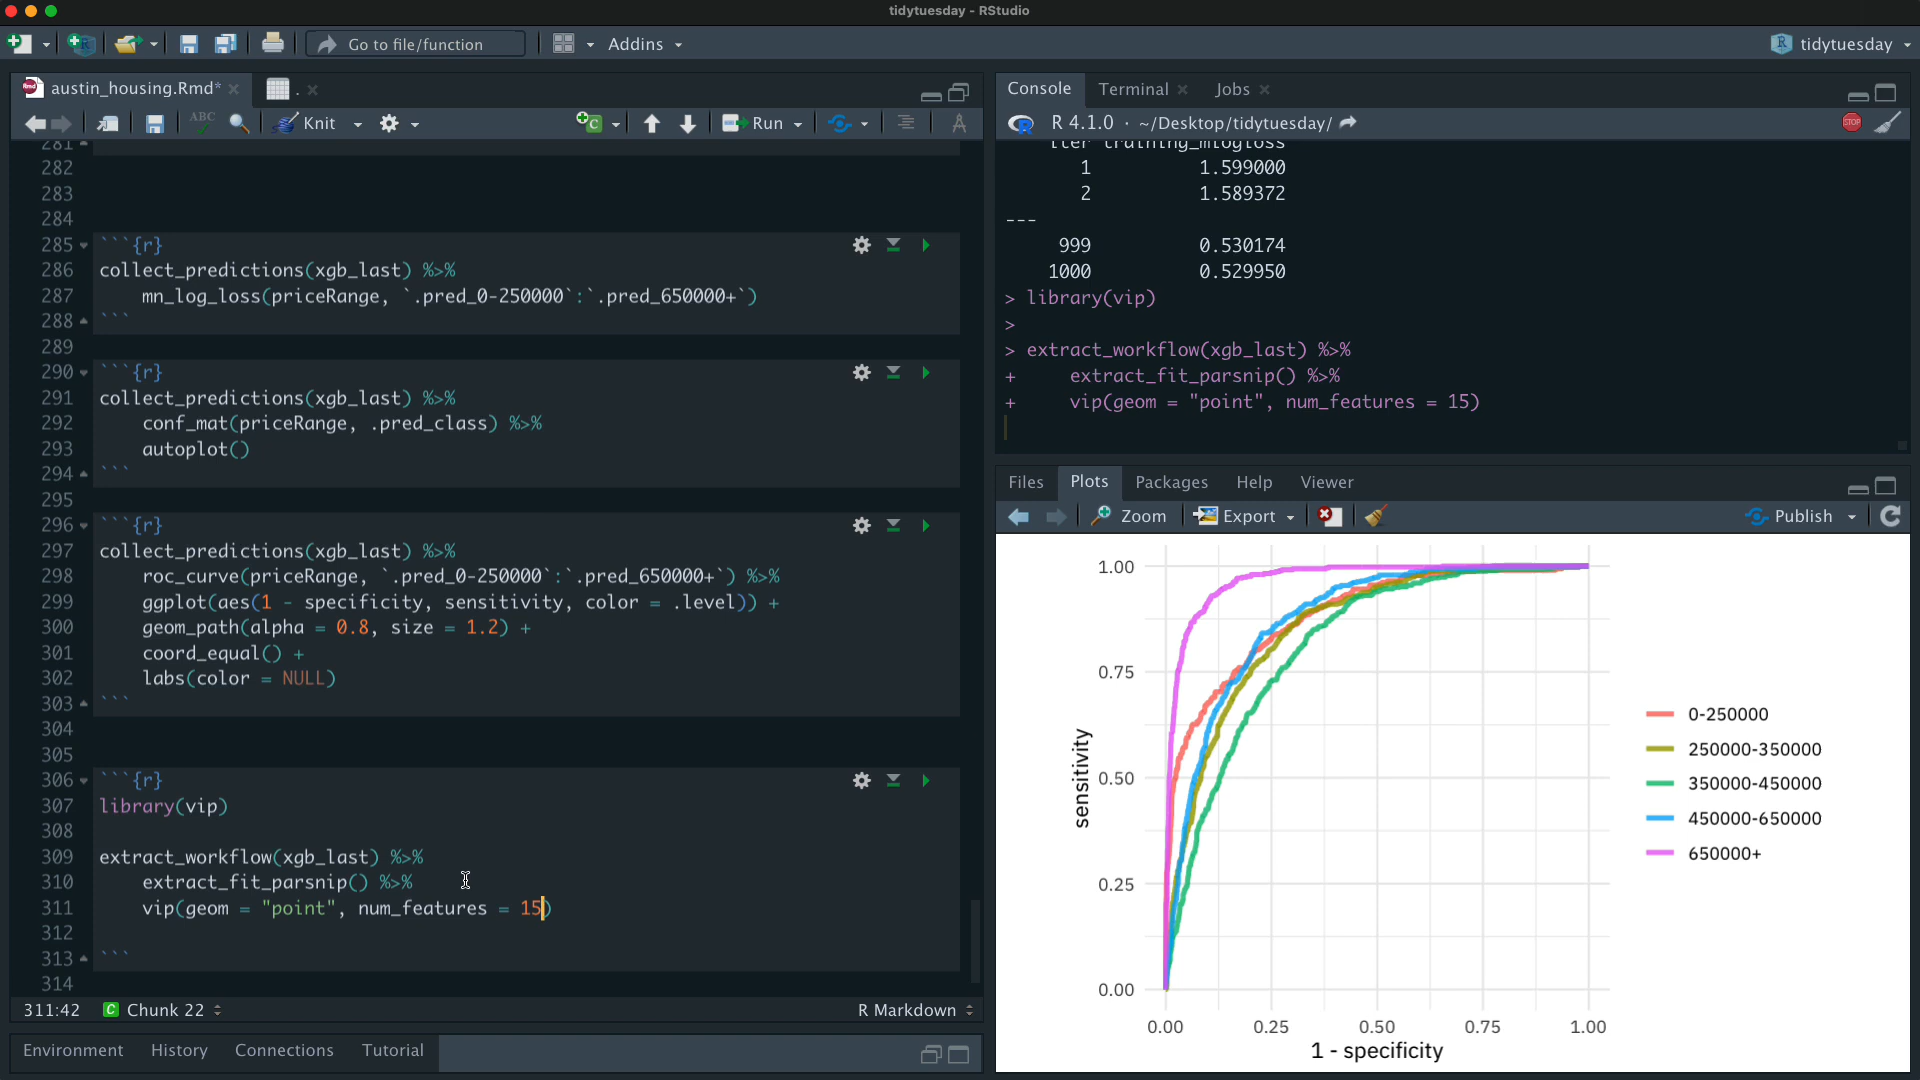 tidytuesday - RStudio
Go to file/function
Addins
tidytuesday
austin_housing.Rmd*
.
ABC
Knit
Run
281
282
283
284
285 ```{r}
286 collect_predictions(xgb_last) %>%
287 mn_log_loss(priceRange, `.pred_0-250000`:`.pred_650000+`)
288 ```
289
290 ```{r}
291 collect_predictions(xgb_last) %>%
292 conf_mat(priceRange, .pred_class) %>%
293 autoplot()
294 ```
295
296 ```{r}
297 collect_predictions(xgb_last) %>%
298 roc_curve(priceRange, `.pred_0-250000`:`.pred_650000+`) %>%
299 ggplot(aes(1 - specificity, sensitivity, color = .level)) +
300 geom_path(alpha = 0.8, size = 1.2) +
301 coord_equal() +
302 labs(color = NULL)
303 ```
304
305
306 ```{r}
307 library(vip)
308
309 extract_workflow(xgb_last) %>%
310 extract_fit_parsnip() %>%
311 vip(geom = "point", num_features = 15)
312
313 ```
314
311:42 C Chunk 22 R Markdown
Environment History Connections Tutorial
Console Terminal Jobs
R 4.1.0 · ~/Desktop/tidytuesday/
STOP
iter training_mlogloss
1 1.599000
2 1.589372
---
999 0.530174
1000 0.529950
> library(vip)
>
> extract_workflow(xgb_last) %>%
+ extract_fit_parsnip() %>%
+ vip(geom = "point", num_features = 15)
Files Plots Packages Help Viewer
Zoom Export Publish
1.00
0.75
0.50
0.25
0.00
sensitivity
0.00 0.25 0.50 0.75 1.00
1 - specificity
0-250000
250000-350000
350000-450000
450000-650000
650000+